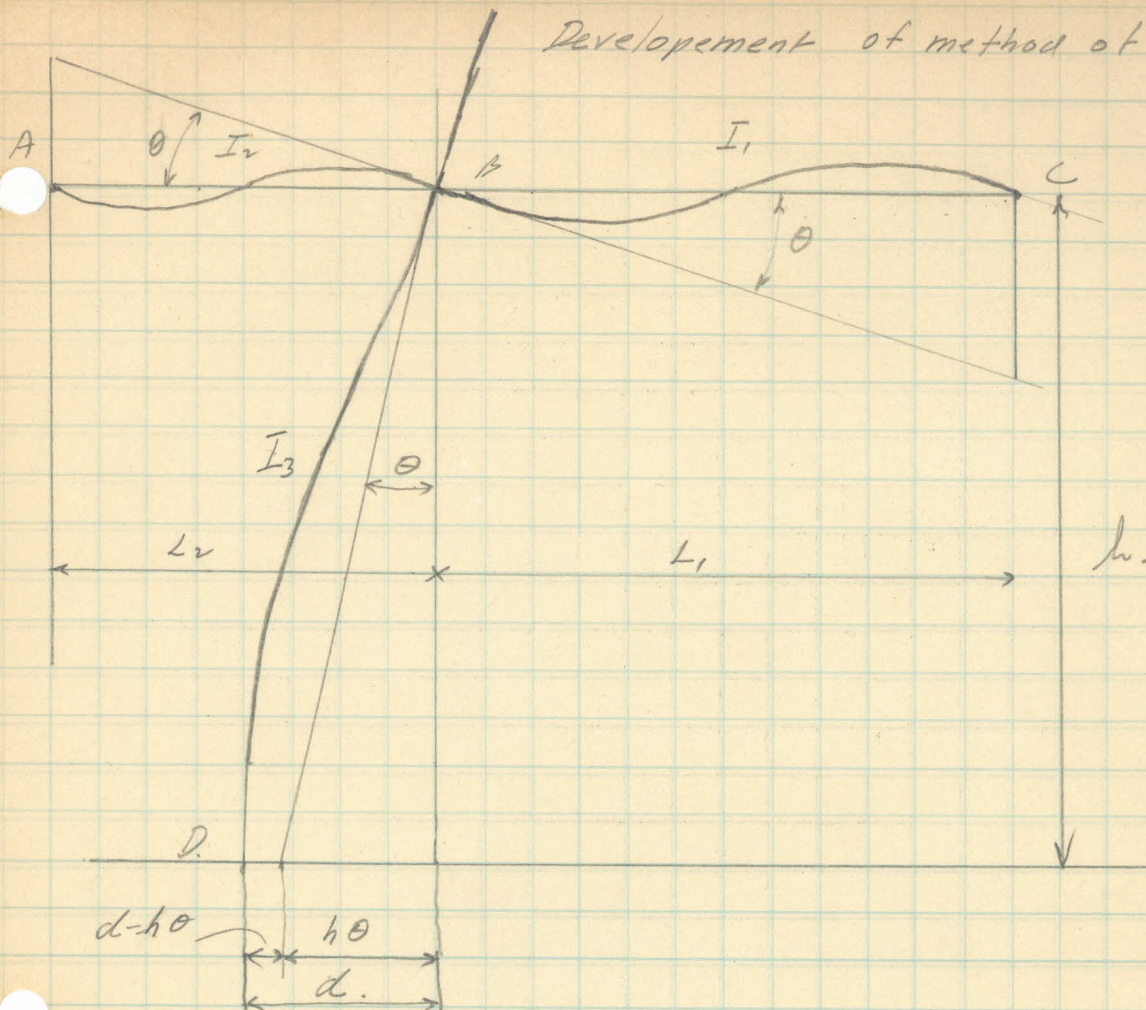 Developement of method of
A
θ
I₂
B
I₁
C
θ
I₃
θ
L₂
L₁
h.
D.
d-hθ
hθ
d.